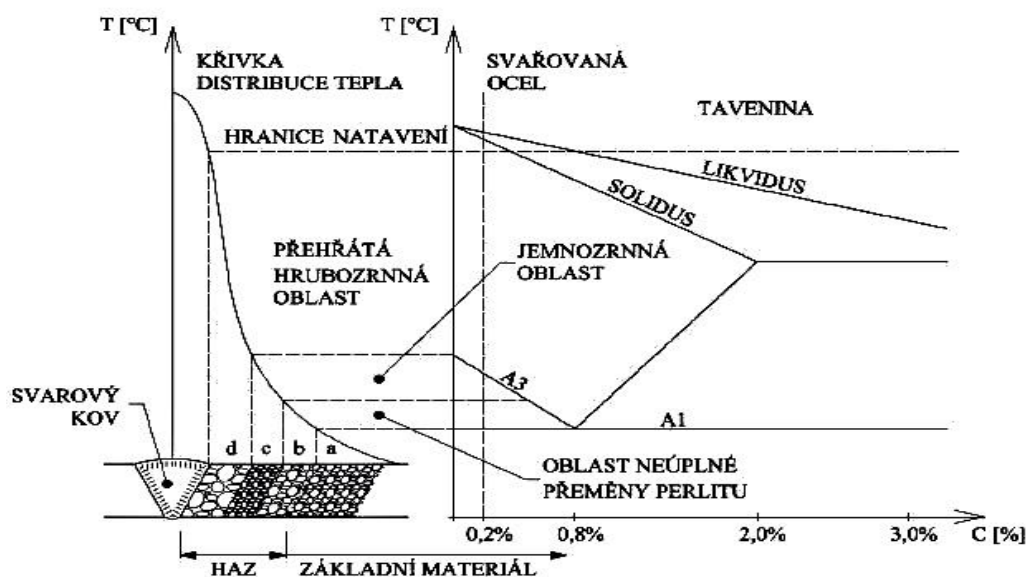 T [°C]
KŘIVKA
DISTRIBUCE TEPLA
HRANICE NATAVENÍ
PŘEHŘÁTÁ
HRUBOZRNNÁ
OBLAST
SVAROVÝ
KOV
d c b a
HAZ
ZÁKLADNÍ MATERIÁL
T [°C]
SVAŘOVANÁ
OCEL
TAVENINA
LIKVIDUS
SOLIDUS
JEMNOZRNNÁ
OBLAST
A3
A1
OBLAST NEÚPLNÉ
PŘEMĚNY PERLITU
0,2% 0,8% 2,0% 3,0% C [%]